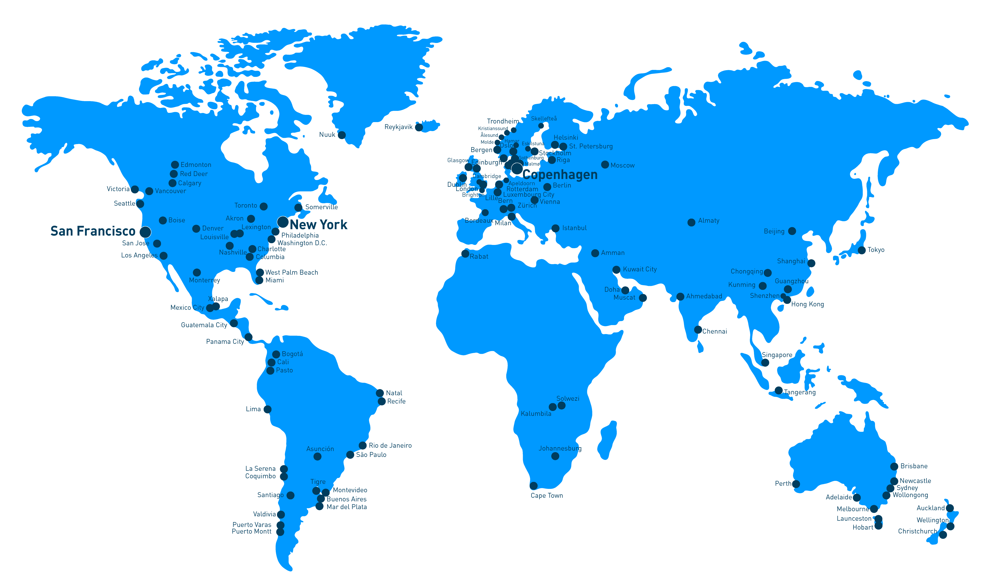 Nuuk
Reykjavik
Edmonton
Red Deer
Calgary
Victoria
Vancouver
Seattle
Boise
San Francisco
San Jose
Los Angeles
Denver
Toronto
Akron
Lexington
Louisville
Nashville
Somerville
New York
Philadelphia
Washington D.C.
Charlotte
Columbia
West Palm Beach
Miami
Monterrey
Xalapa
Mexico City
Guatemala City
Panama City
Bogotá
Cali
Pasto
Lima
Natal
Recife
Rio de Janeiro
São Paulo
Asunción
La Serena
Coquimbo
Tigre
Montevideo
Santiago
Buenos Aires
Mar del Plata
Valdivia
Puerto Varas
Puerto Montt
Trondheim
Skellefteå
Kristianssund
Ålesund
Molde
Hamar
Oslo
Eskilstuna
Helsinki
Bergen
Stockholm
St. Petersburg
Glasgow
Edinburgh
Gothenburg
Malmø
Riga
Moscow
Copenhagen
Cambridge
Dublin
London
Brighton
Apeldoorn
Rotterdam
Berlin
Lille
Luxembourg City
Bern
Zürich
Vienna
Bordeaux
Milan
Istanbul
Rabat
Amman
Kuwait City
Doha
Muscat
Almaty
Ahmedabad
Chennai
Beijing
Tokyo
Shanghai
Chongqing
Kunming
Guangzhou
Shenzhen
Hong Kong
Singapore
Tangerang
Solwezi
Kalumbila
Johannesburg
Cape Town
Perth
Brisbane
Newcastle
Sydney
Wollongong
Adelaide
Melbourne
Launceston
Hobart
Auckland
Wellington
Christchurch